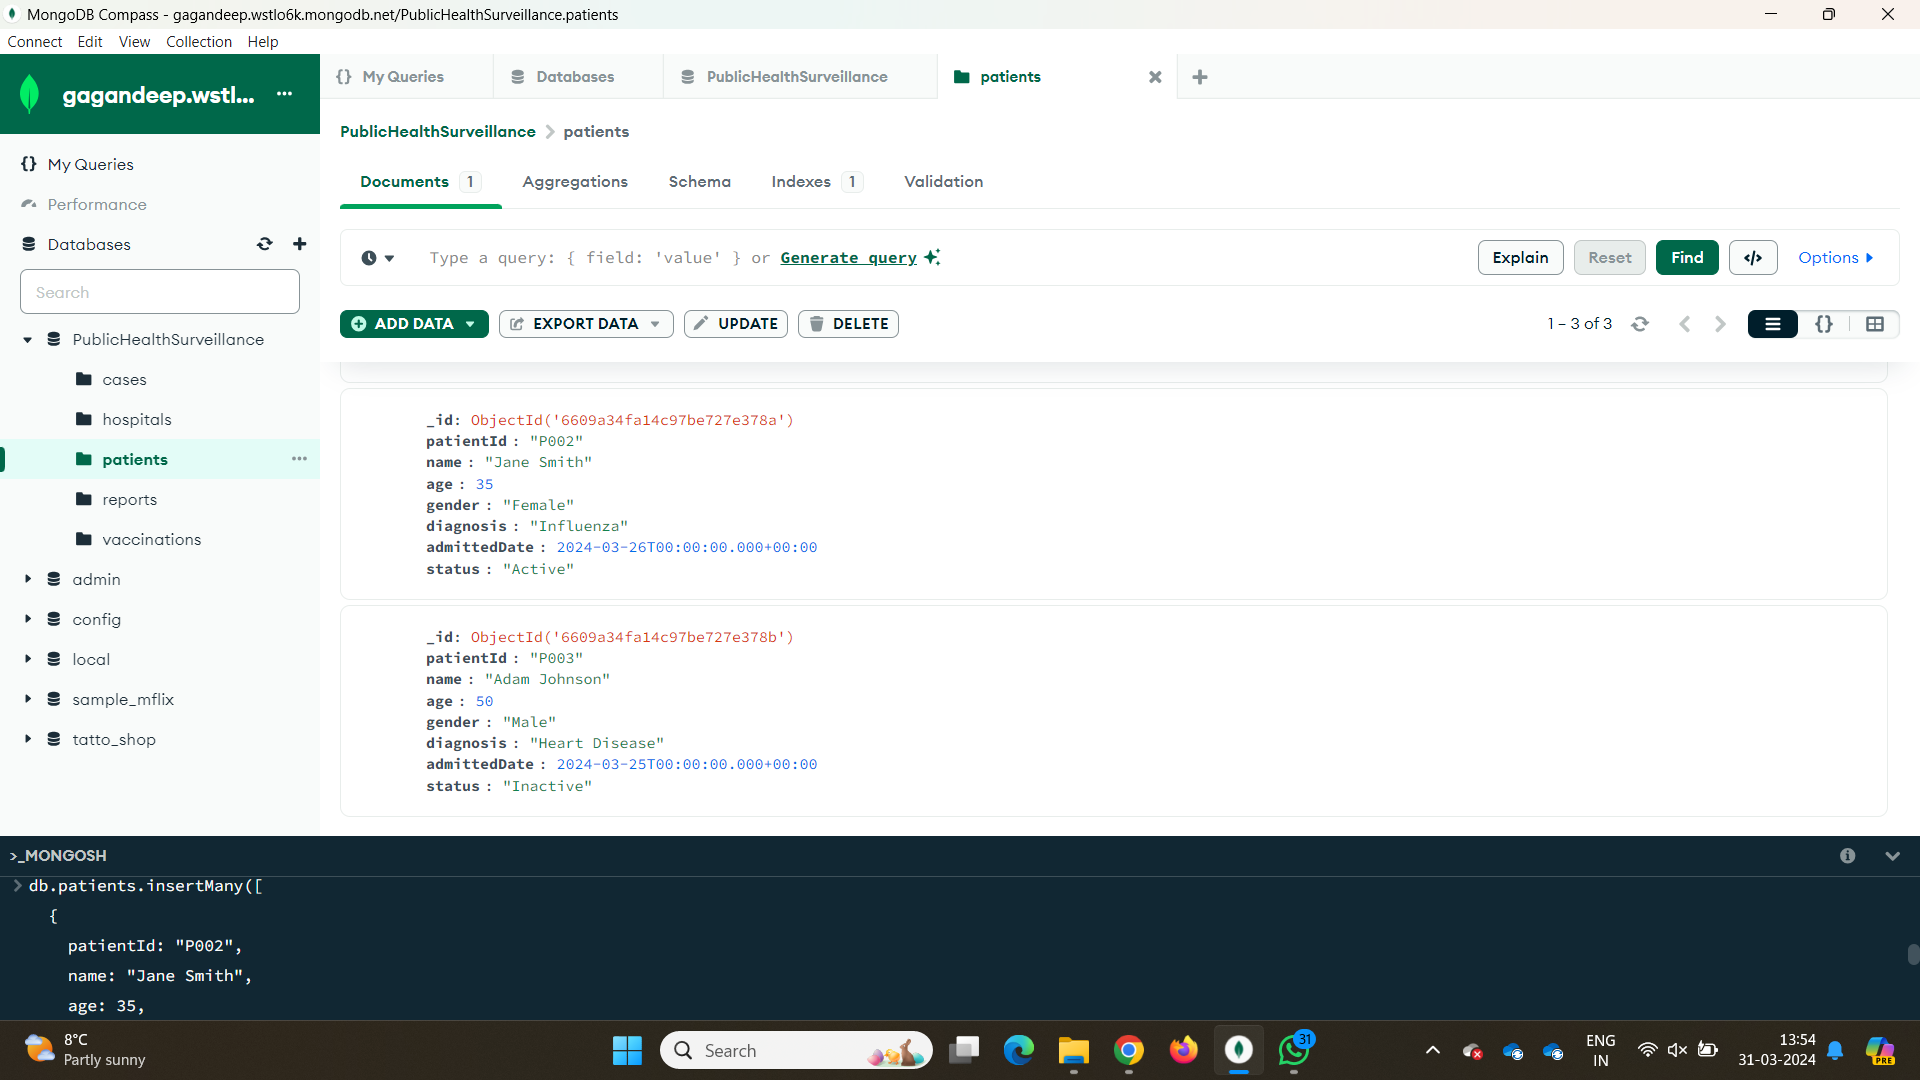 MongoDB Compass - gagandeep.wstlo6k.mongodb.net/PublicHealthSurveillance.patients
Connect Edit View Collection Help
gagandeep.wstl... ...
{} My Queries
Performance
Databases
Search
PublicHealthSurveillance
cases
hospitals
patients
reports
vaccinations
admin
config
local
sample_mflix
tatto_shop
{} My Queries Databases PublicHealthSurveillance patients
PublicHealthSurveillance > patients
Documents 1 Aggregations Schema Indexes 1 Validation
Type a query: { field: 'value' } or Generate query
Explain Reset Find </> Options
ADD DATA EXPORT DATA UPDATE DELETE
1 – 3 of 3 {}
_id: ObjectId('6609a34fa14c97be727e378a')
patientId : "P002"
name : "Jane Smith"
age : 35
gender : "Female"
diagnosis : "Influenza"
admittedDate : 2024-03-26T00:00:00.000+00:00
status : "Active"
_id: ObjectId('6609a34fa14c97be727e378b')
patientId : "P003"
name : "Adam Johnson"
age : 50
gender : "Male"
diagnosis : "Heart Disease"
admittedDate : 2024-03-25T00:00:00.000+00:00
status : "Inactive"
>_MONGOSH
> db.patients.insertMany([
{
patientId: "P002",
name: "Jane Smith",
age: 35,
8°C
Partly sunny
Search
31
ENG
IN
13:54
31-03-2024
PRE